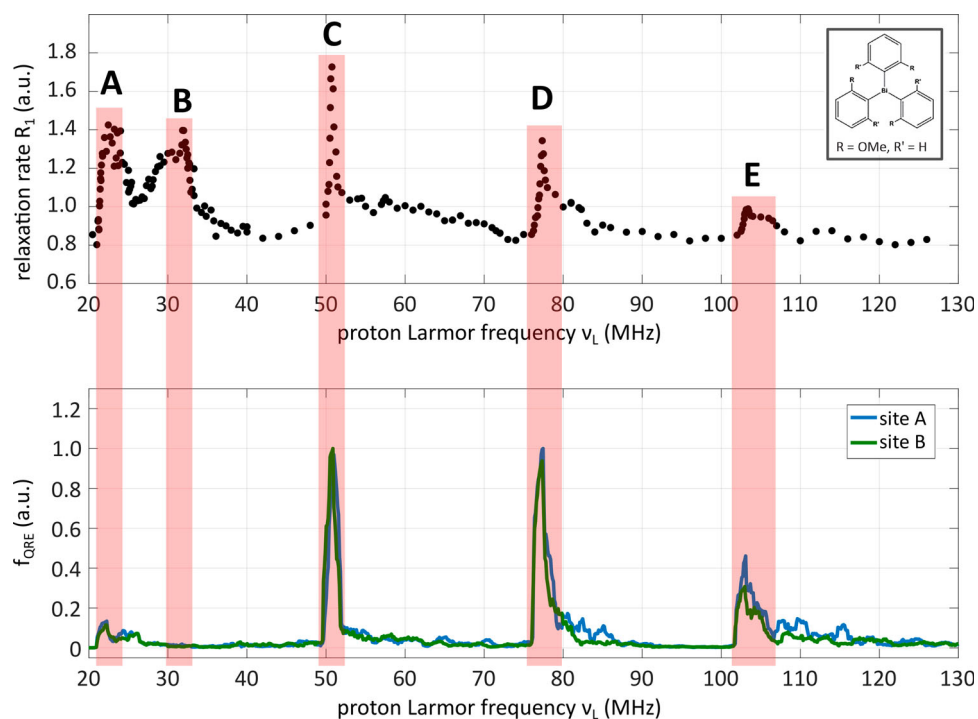 A
B
C
D
E
relaxation rate R₁ (a.u.)
1.8
1.6
1.4
1.2
1.0
0.8
0.6
20 30 40 50 60 70 80 90 100 110 120 130
proton Larmor frequency νL (MHz)
R' R
R R'
Bi
R' R
R = OMe, R' = H
fQRE (a.u.)
1.2
1.0
0.8
0.6
0.4
0.2
0
site A
site B
20 30 40 50 60 70 80 90 100 110 120 130
proton Larmor frequency νL (MHz)